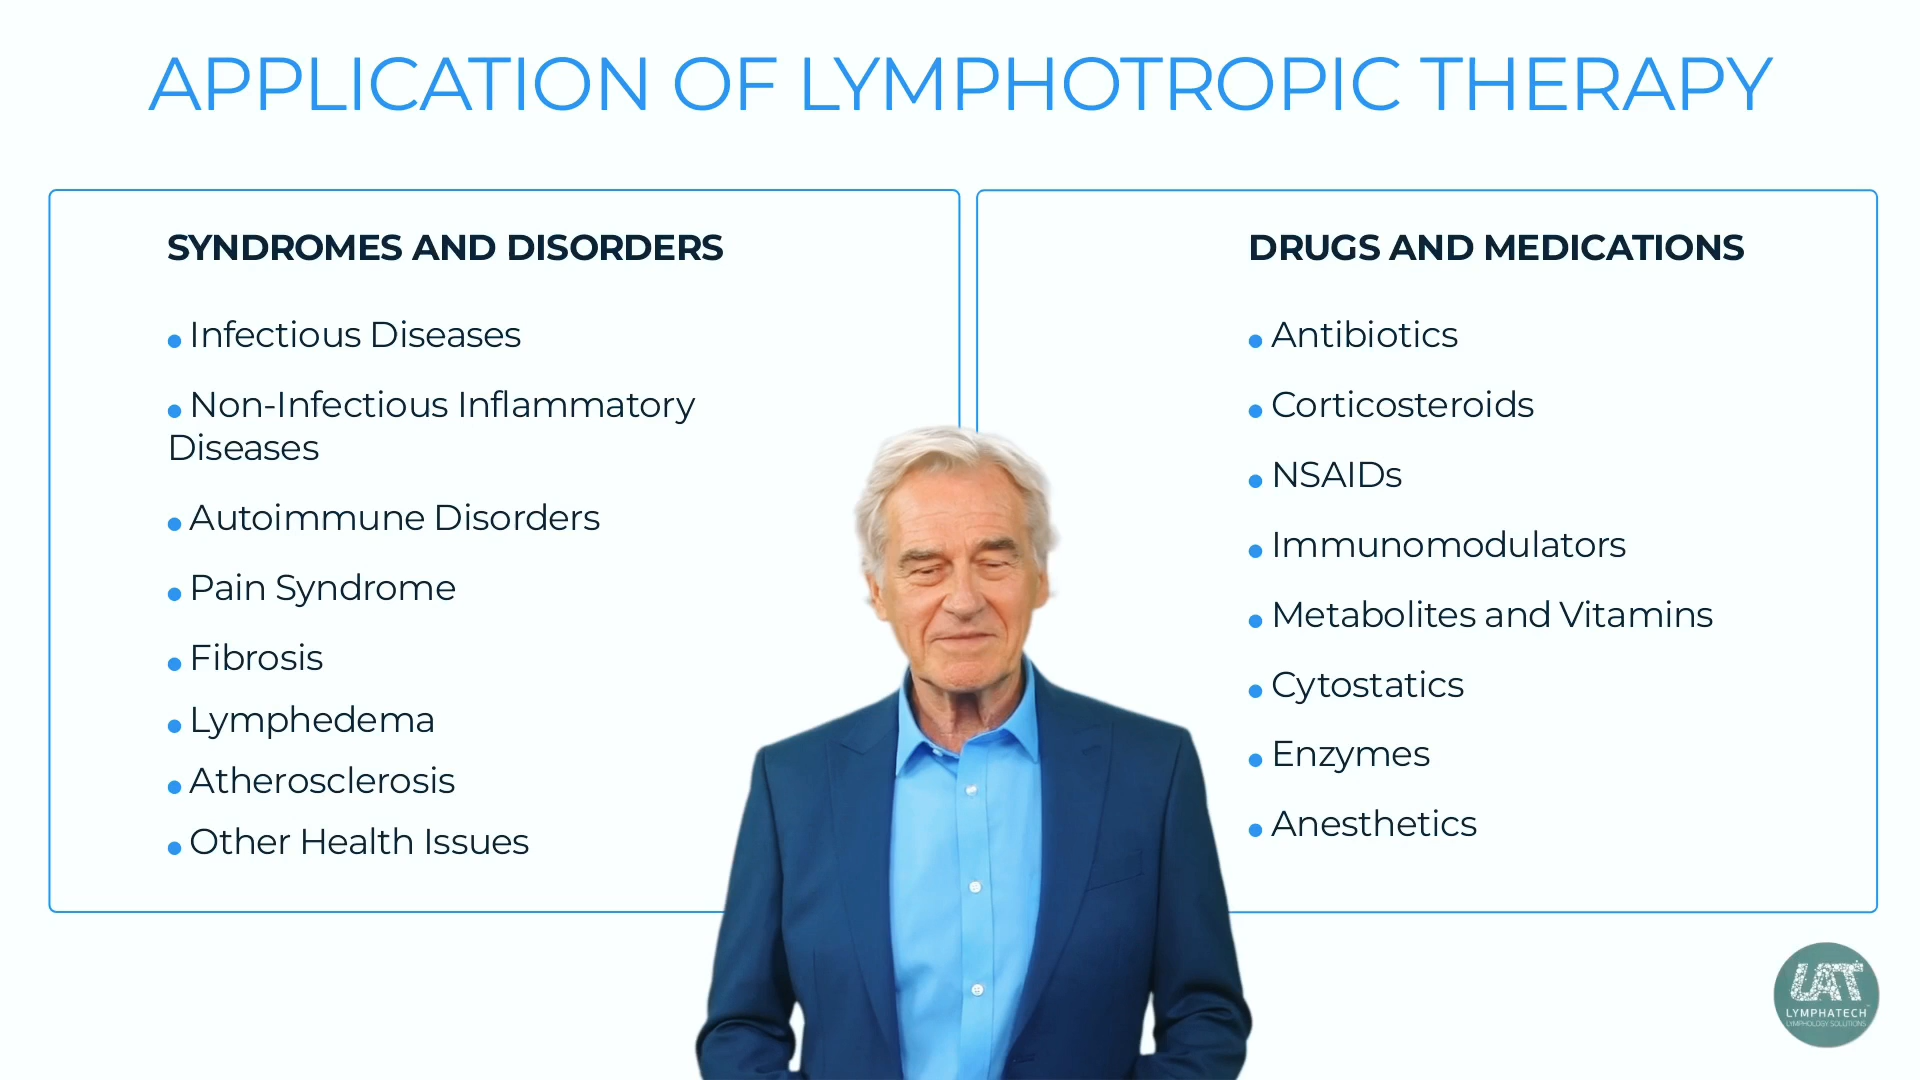 APPLICATION OF LYMPHOTROPIC THERAPY
SYNDROMES AND DISORDERS
• Infectious Diseases
• Non-Infectious Inflammatory
Diseases
• Autoimmune Disorders
• Pain Syndrome
• Fibrosis
• Lymphedema
• Atherosclerosis
• Other Health Issues
DRUGS AND MEDICATIONS
• Antibiotics
• Corticosteroids
• NSAIDs
• Immunomodulators
• Metabolites and Vitamins
• Cytostatics
• Enzymes
• Anesthetics
LAT
LYMPHATECH
LYMPHOLOGY SOLUTIONS